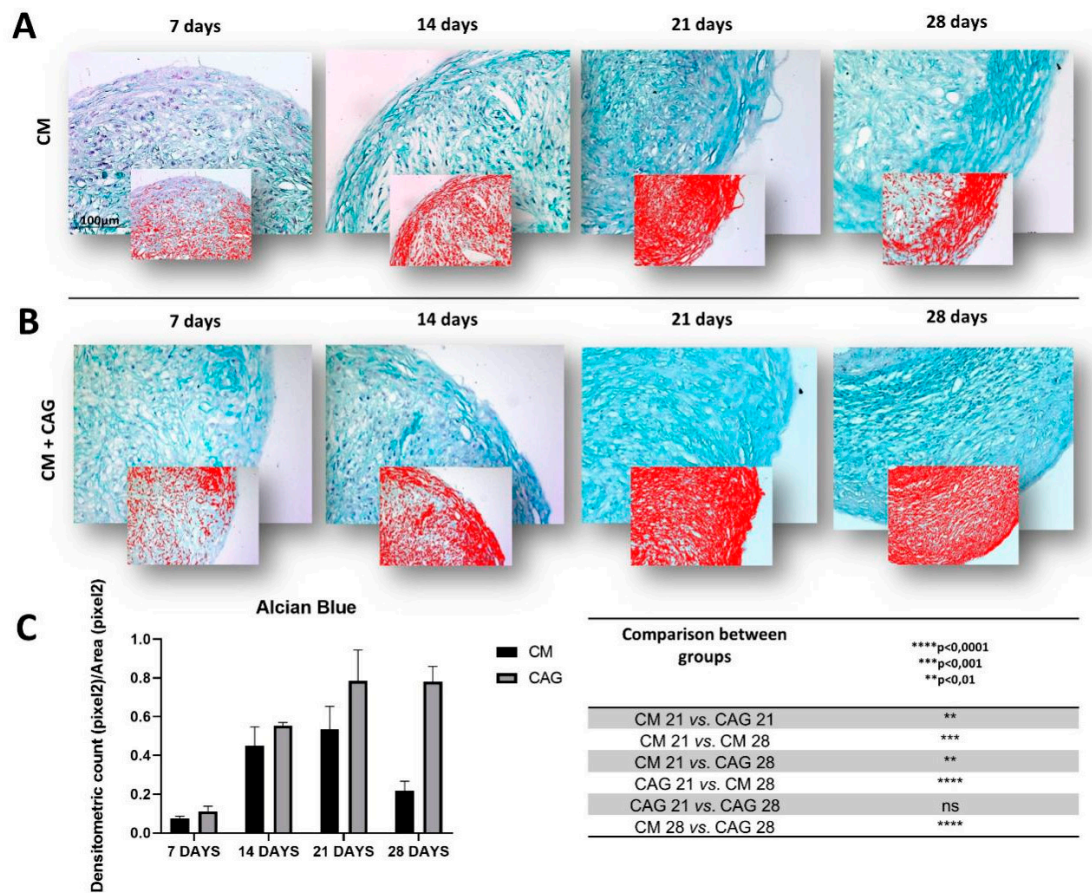 A
7 days
14 days
21 days
28 days
CM
100µm
B
7 days
14 days
21 days
28 days
CM + CAG
C
Alcian Blue
Densitometric count (pixel2)/Area (pixel2)
1.0
0.8
0.6
0.4
0.2
0.0
7 DAYS
14 DAYS
21 DAYS
28 DAYS
CM
CAG
Comparison between
groups
****p<0,0001
***p<0,001
**p<0,01
CM 21 vs. CAG 21 **
CM 21 vs. CM 28 ***
CM 21 vs. CAG 28 **
CAG 21 vs. CM 28 ****
CAG 21 vs. CAG 28 ns
CM 28 vs. CAG 28 ****